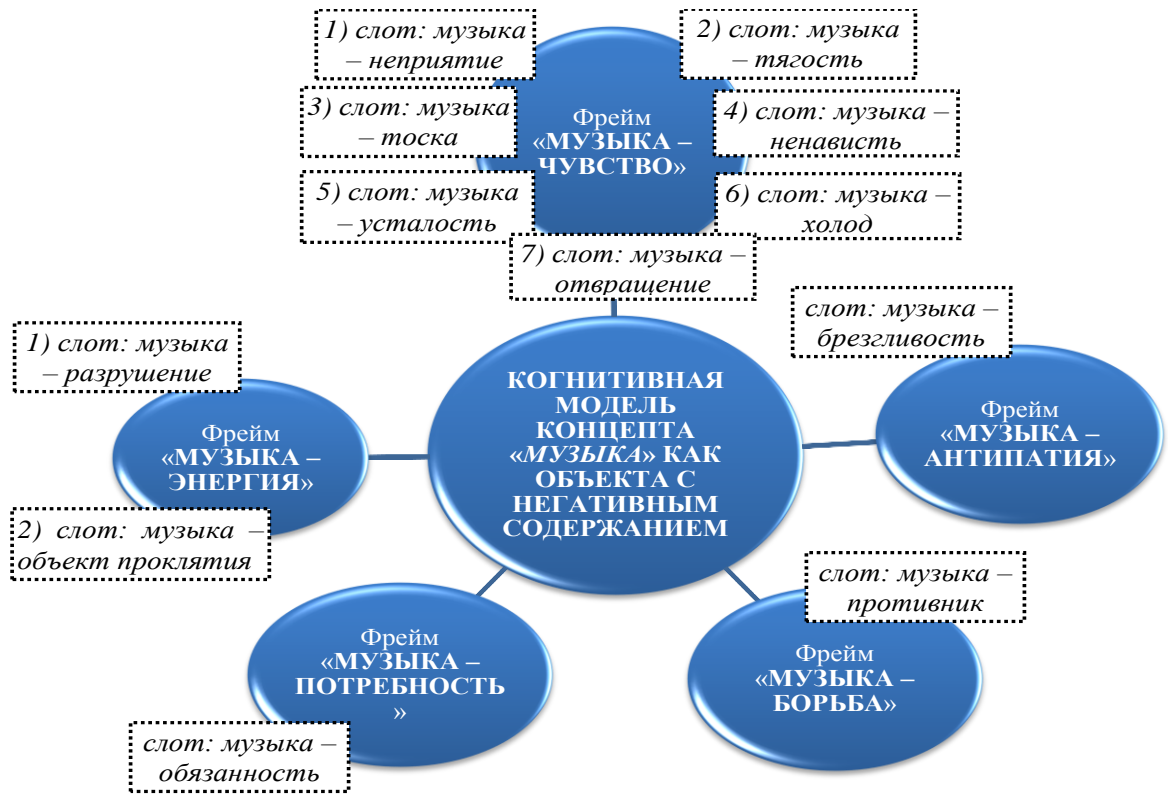 1) слот: музыка
– неприятие
2) слот: музыка
– тягость
3) слот: музыка
– тоска
Фрейм
«МУЗЫКА –
ЧУВСТВО»
4) слот: музыка –
ненависть
5) слот: музыка
– усталость
6) слот: музыка –
холод
7) слот: музыка –
отвращение
1) слот: музыка
– разрушение
Фрейм
«МУЗЫКА –
ЭНЕРГИЯ»
2) слот: музыка –
объект проклятия
КОГНИТИВНАЯ
МОДЕЛЬ
КОНЦЕПТА
«МУЗЫКА» КАК
ОБЪЕКТА С
НЕГАТИВНЫМ
СОДЕРЖАНИЕМ
слот: музыка –
брезгливость
Фрейм
«МУЗЫКА –
АНТИПАТИЯ»
Фрейм
«МУЗЫКА –
ПОТРЕБНОСТЬ
»
слот: музыка –
обязанность
слот: музыка –
противник
Фрейм
«МУЗЫКА –
БОРЬБА»